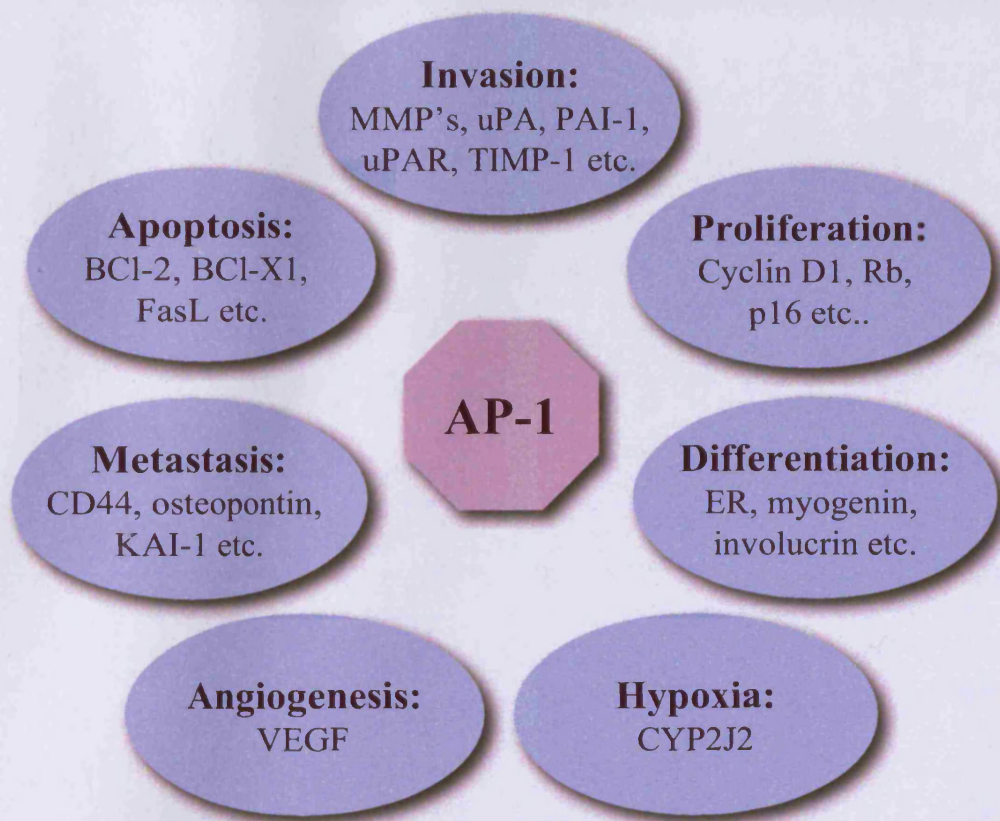 Invasion:
MMP's, uPA, PAI-1,
uPAR, TIMP-1 etc.
Apoptosis:
BCl-2, BCl-X1,
FasL etc.
Proliferation:
Cyclin D1, Rb,
p16 etc..
AP-1
Metastasis:
CD44, osteopontin,
KAI-1 etc.
Differentiation:
ER, myogenin,
involucrin etc.
Angiogenesis:
VEGF
Hypoxia:
CYP2J2